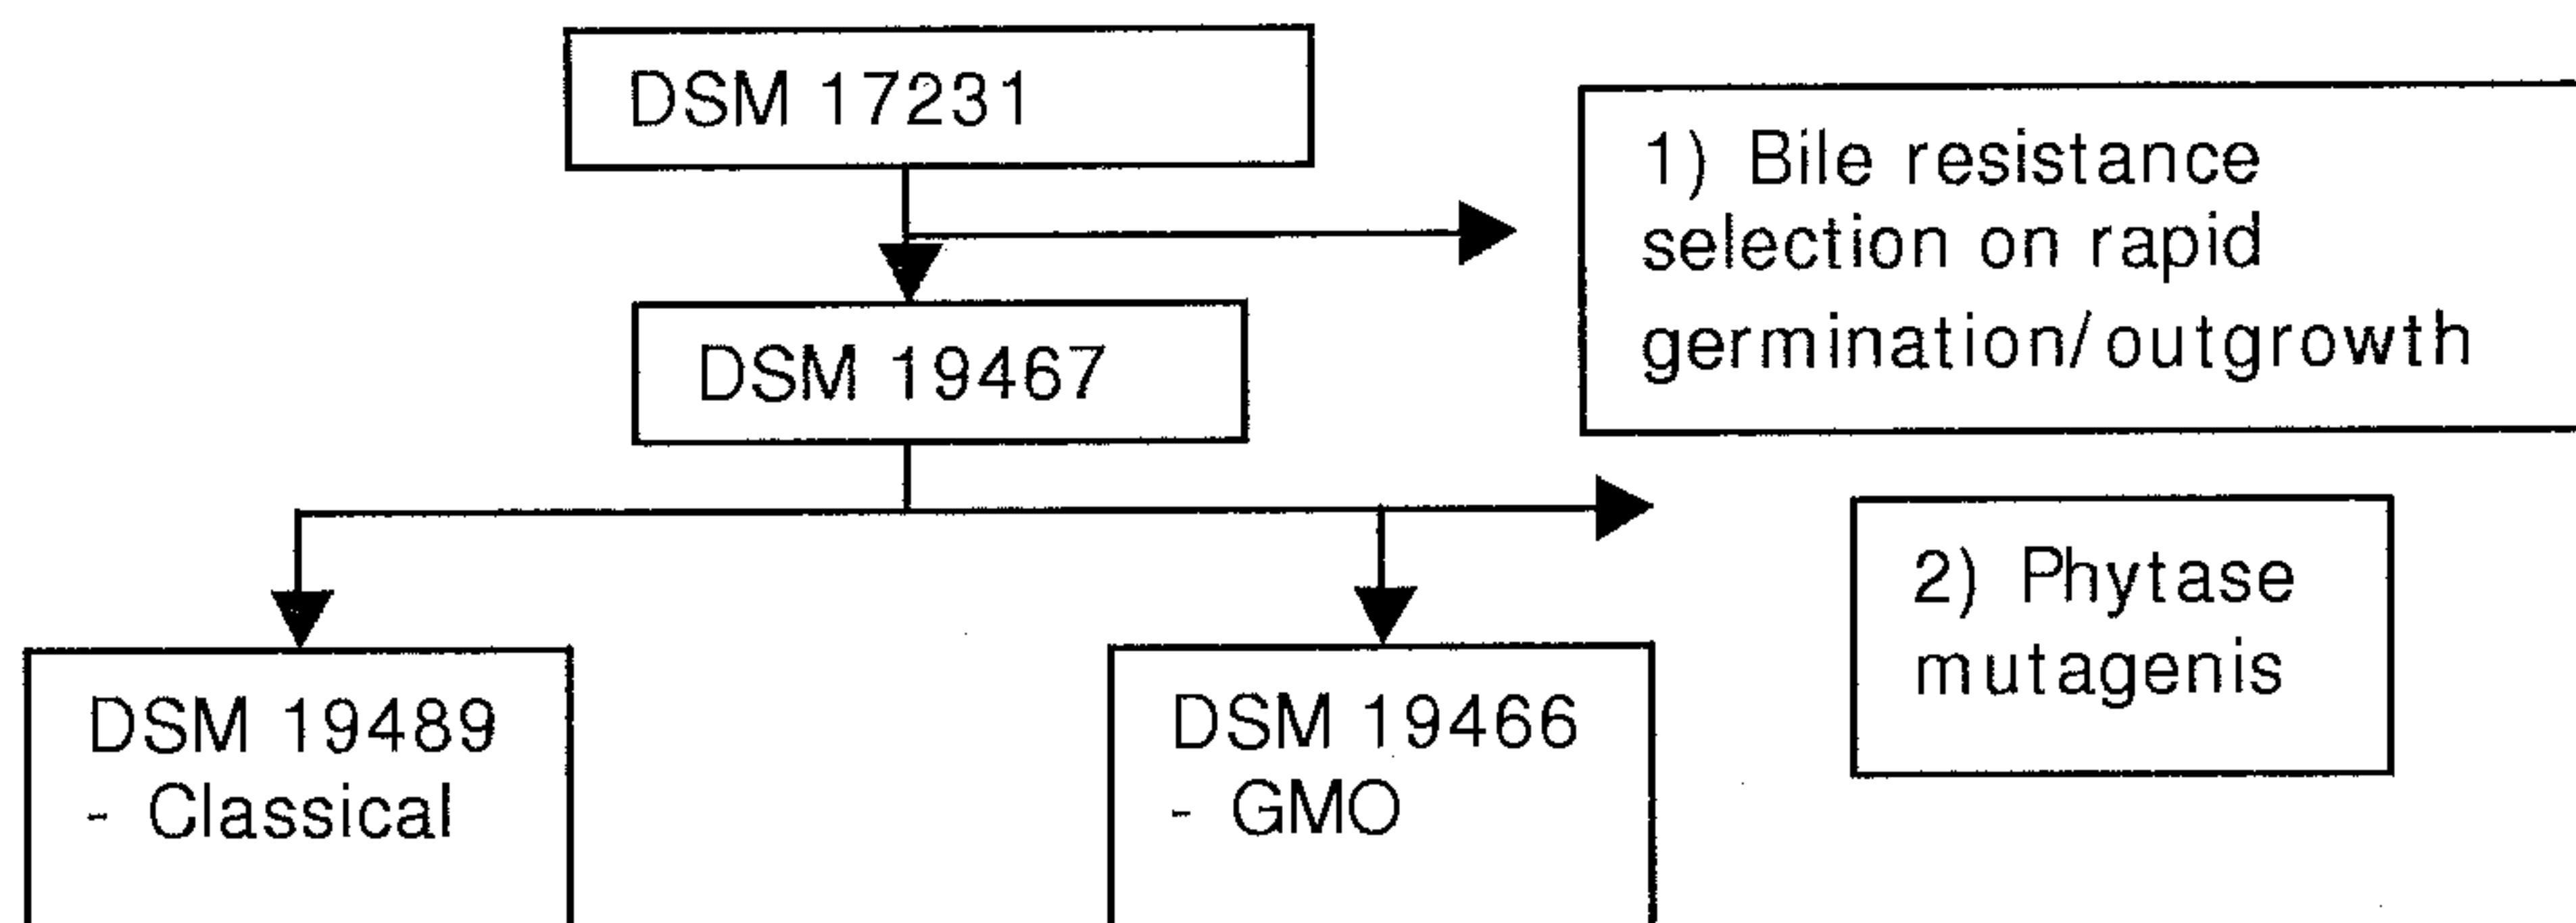 DSM 17231
1) Bile resistance
selection on rapid
germination/outgrowth
DSM 19467
2) Phytase
mutagenis
DSM 19489
- Classical
DSM 19466
- GMO